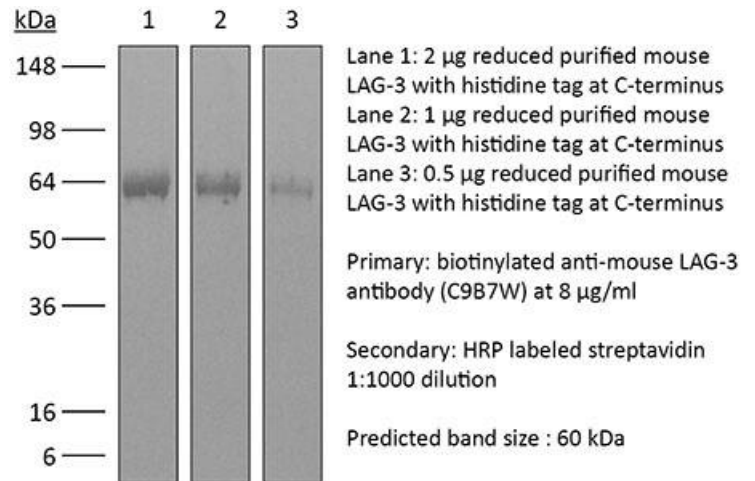 kDa
1 2 3
148
98
64
50
36
16
6
Lane 1: 2 µg reduced purified mouse
LAG-3 with histidine tag at C-terminus
Lane 2: 1 µg reduced purified mouse
LAG-3 with histidine tag at C-terminus
Lane 3: 0.5 µg reduced purified mouse
LAG-3 with histidine tag at C-terminus
Primary: biotinylated anti-mouse LAG-3
antibody (C9B7W) at 8 µg/ml
Secondary: HRP labeled streptavidin
1:1000 dilution
Predicted band size : 60 kDa